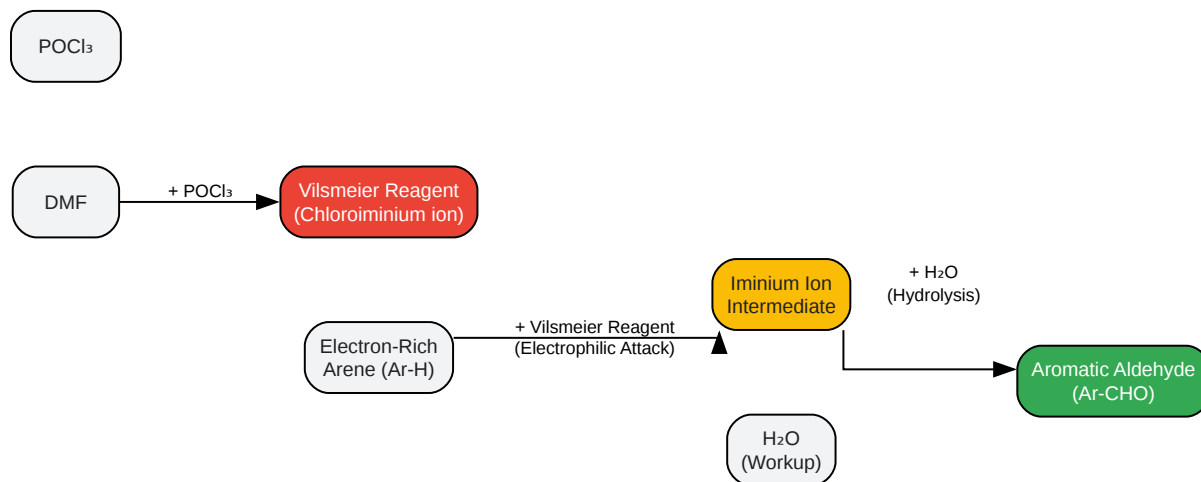 POCl₃
DMF
+ POCl₃
Vilsmeier Reagent
(Chloroiminium ion)
Iminium Ion
Intermediate
+ H₂O
(Hydrolysis)
Electron-Rich
Arene (Ar-H)
+ Vilsmeier Reagent
(Electrophilic Attack)
Aromatic Aldehyde
(Ar-CHO)
H₂O
(Workup)